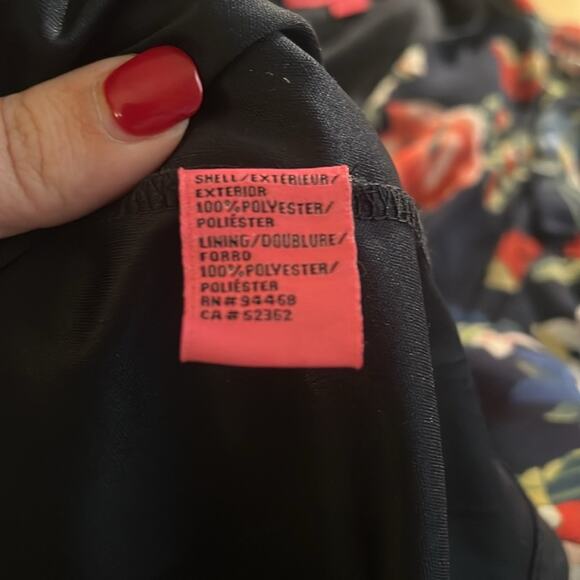 SHELL/EXTÉRIEUR/
EXTERIOR
100%POLYESTER/
POLIÉSTER
LINING/DOUBLURE/
FORRO
100%POLYESTER/
POLIÉSTER
RN#94468
CA#52362